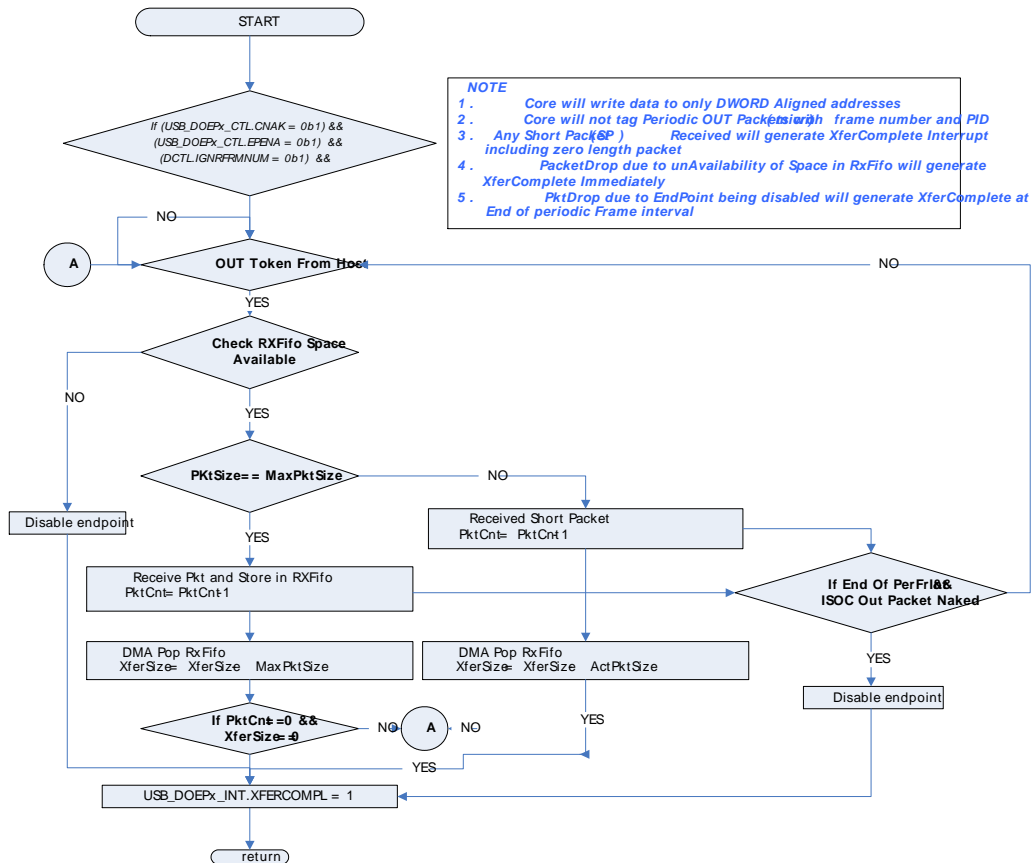 START
If (USB_DOEPx_CTL.CNAK = 0b1) &&
(USB_DOEPx_CTL.EPENA = 0b1) &&
(DCTL.IGNRFRMNUM = 0b1) &&
NOTE
1 . Core will write data to only DWORD Aligned addresses
2 . Core will not tag Periodic OUT Packets with frame number and PID
3 . Any Short Packet (SP ) Received will generate XferComplete Interrupt
including zero length packet
4 . PacketDrop due to unAvailability of Space in RxFifo will generate
XferComplete Immediately
5 . PktDrop due to EndPoint being disabled will generate XferComplete at
End of periodic Frame interval
NO
A
OUT Token From Host
NO
YES
Check RXFifo Space
Available
NO
YES
PKtSize== MaxPktSize
NO
Disable endpoint
YES
Received Short Packet
PktCnt= PktCnt-1
Receive Pkt and Store in RXFifo
PktCnt= PktCnt-1
If End Of PerFrInt&&
ISOC Out Packet Naked
DMA Pop RxFifo
XferSize= XferSize MaxPktSize
DMA Pop RxFifo
XferSize= XferSize ActPktSize
YES
Disable endpoint
If PktCnt==0 &&
XferSize==0
NO
A
NO
YES
YES
USB_DOEPx_INT.XFERCOMPL = 1
return